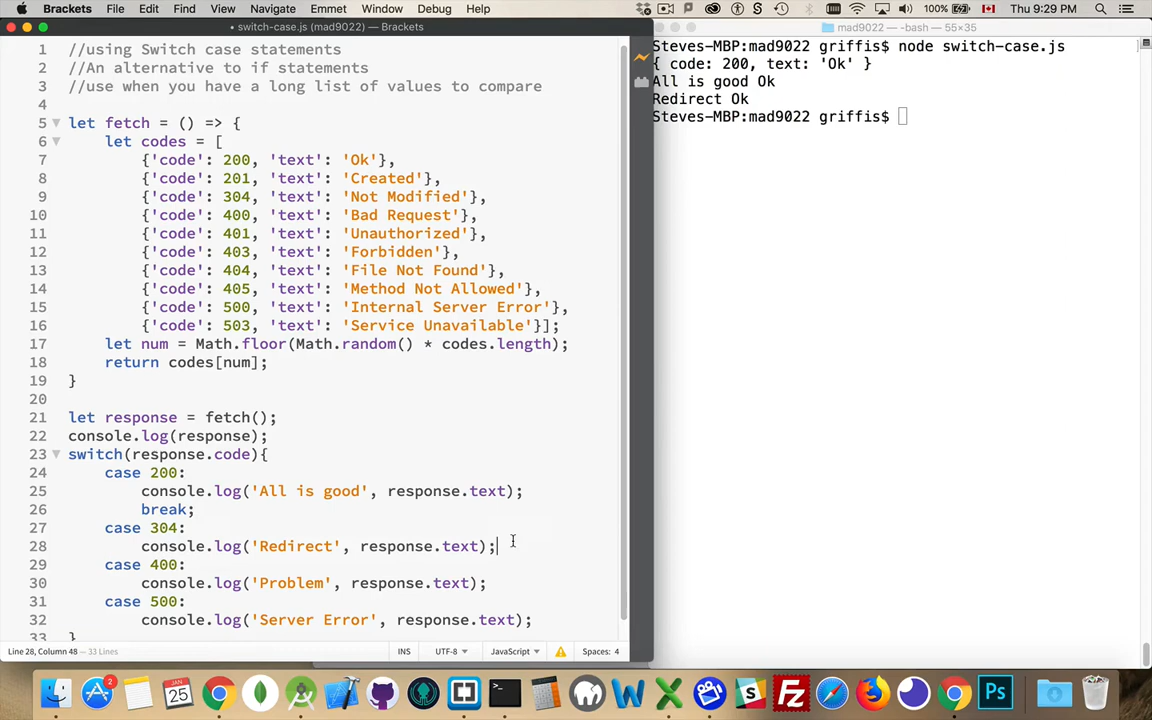 Brackets File Edit Find View Navigate Emmet Window Debug Help 100% Thu 9:29 PM
• switch-case.js (mad9022) — Brackets
mad9022 — -bash — 55×35
1 //using Switch case statements
2 //An alternative to if statements
3 //use when you have a long list of values to compare
4
5 let fetch = () => {
6 let codes = [
7 {'code': 200, 'text': 'Ok'},
8 {'code': 201, 'text': 'Created'},
9 {'code': 304, 'text': 'Not Modified'},
10 {'code': 400, 'text': 'Bad Request'},
11 {'code': 401, 'text': 'Unauthorized'},
12 {'code': 403, 'text': 'Forbidden'},
13 {'code': 404, 'text': 'File Not Found'},
14 {'code': 405, 'text': 'Method Not Allowed'},
15 {'code': 500, 'text': 'Internal Server Error'},
16 {'code': 503, 'text': 'Service Unavailable'}];
17 let num = Math.floor(Math.random() * codes.length);
18 return codes[num];
19 }
20
21 let response = fetch();
22 console.log(response);
23 switch(response.code){
24 case 200:
25 console.log('All is good', response.text);
26 break;
27 case 304:
28 console.log('Redirect', response.text);
29 case 400:
30 console.log('Problem', response.text);
31 case 500:
32 console.log('Server Error', response.text);
33 }
Line 28, Column 48 — 33 Lines INS UTF-8 JavaScript Spaces: 4
Steves-MBP:mad9022 griffis$ node switch-case.js
{ code: 200, text: 'Ok' }
All is good Ok
Redirect Ok
Steves-MBP:mad9022 griffis$
2
JAN
25
W
X
S
FZ
Ps